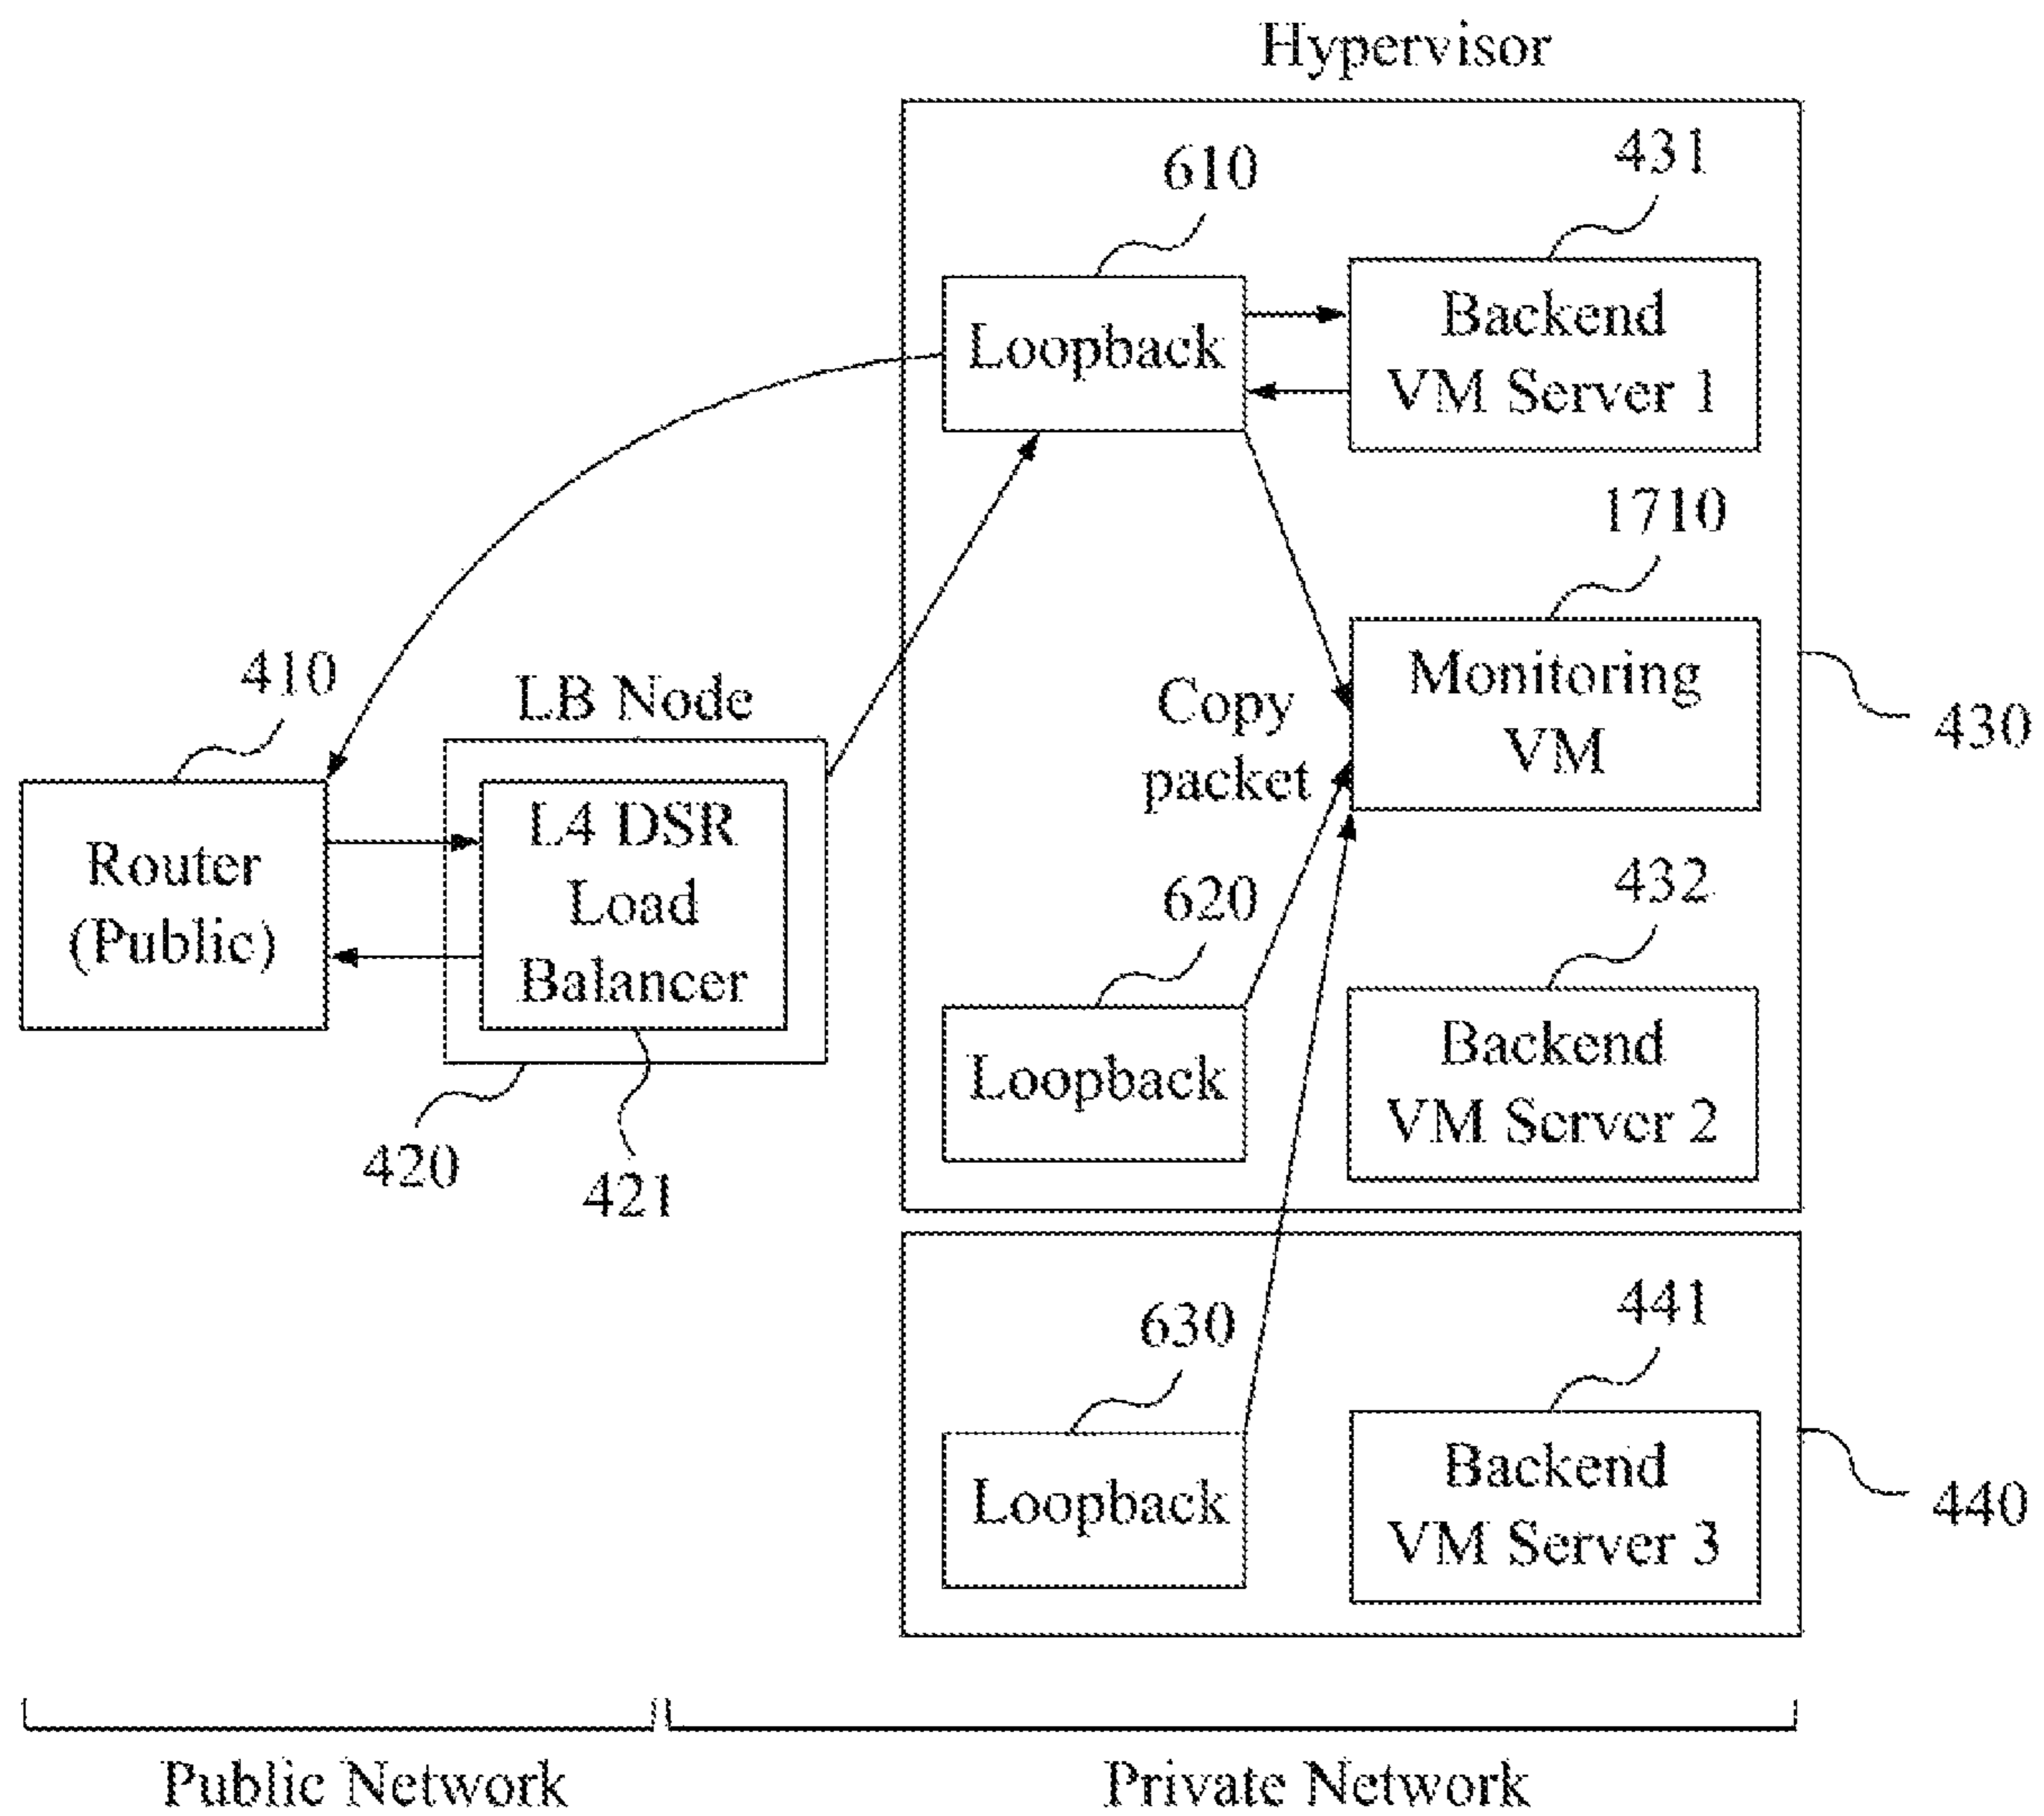 Hypervisor
610
431
Loopback
Backend
VM Server 1
1710
410
LB Node
Copy
packet
Monitoring
VM
430
Router
(Public)
L4 DSR
Load
Balancer
620
432
Loopback
Backend
VM Server 2
420
421
630
441
Loopback
Backend
VM Server 3
440
Public Network
Private Network